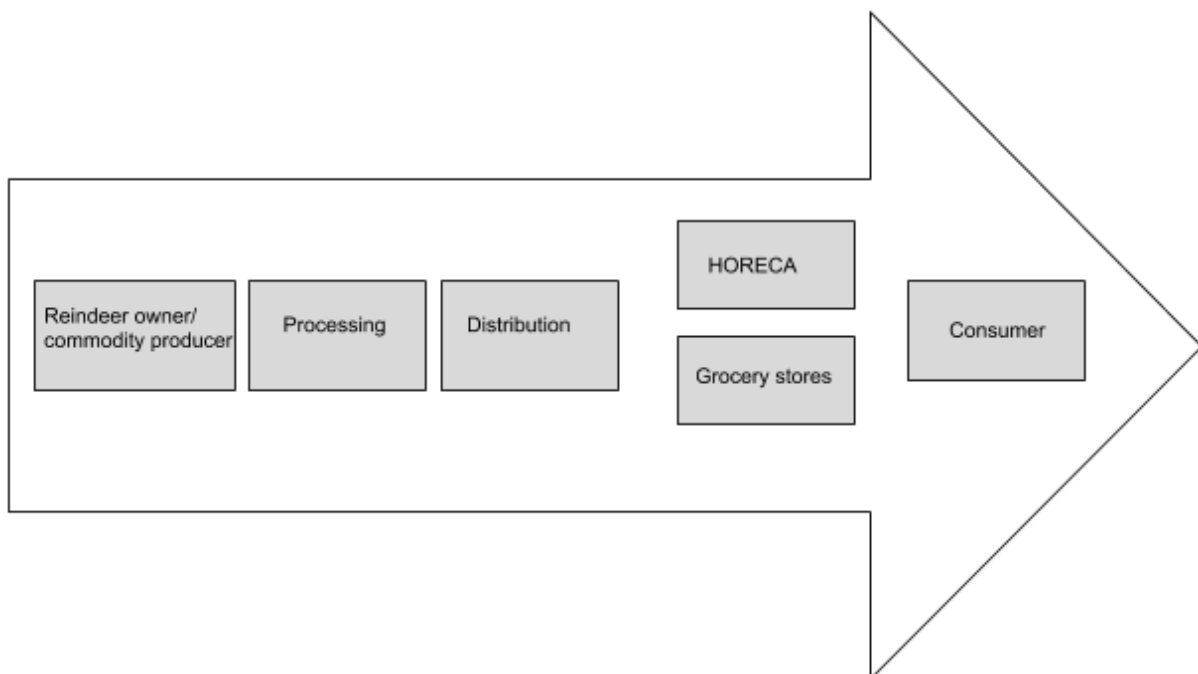 Reindeer owner/
commodity producer
Processing
Distribution
HORECA
Grocery stores
Consumer